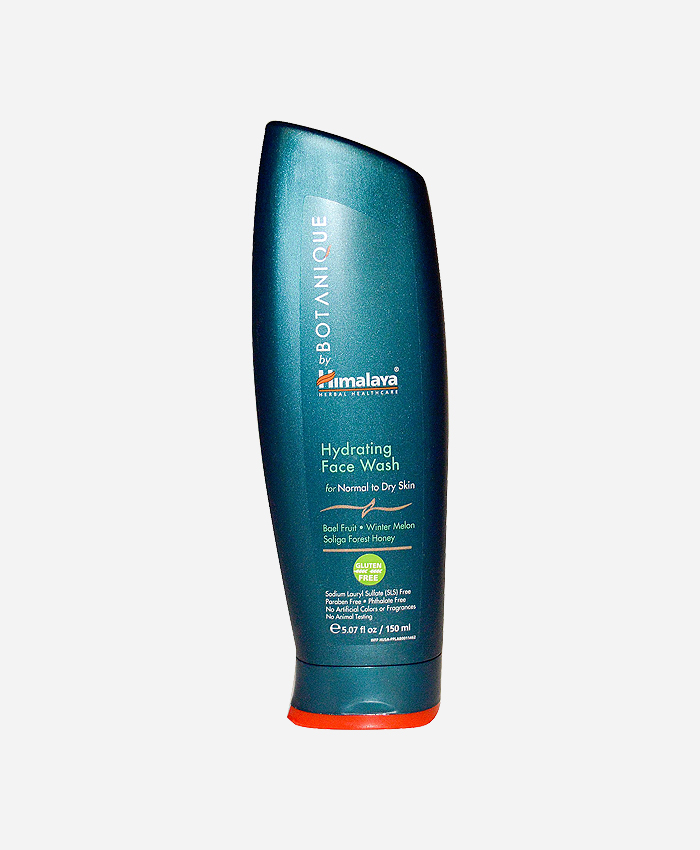 BOTANIQUE
by
Himalaya®
HERBAL HEALTHCARE
Hydrating
Face Wash
for Normal to Dry Skin
Bael Fruit • Winter Melon
Soliga Forest Honey
GLUTEN
FREE
Sodium Lauryl Sulfate (SLS) Free
Paraben Free • Phthalate Free
No Artificial Colors or Fragrances
No Animal Testing
℮5.07 fl oz / 150 ml